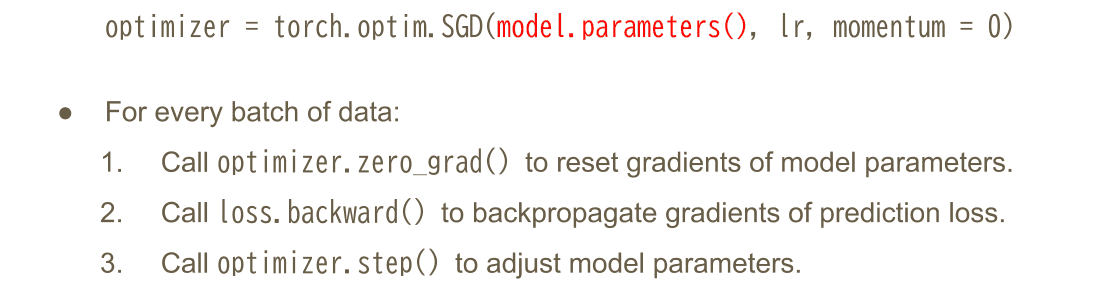 optimizer = torch.optim.SGD(model.parameters(), lr, momentum = 0)
● For every batch of data:
1. Call optimizer.zero_grad() to reset gradients of model parameters.
2. Call loss.backward() to backpropagate gradients of prediction loss.
3. Call optimizer.step() to adjust model parameters.